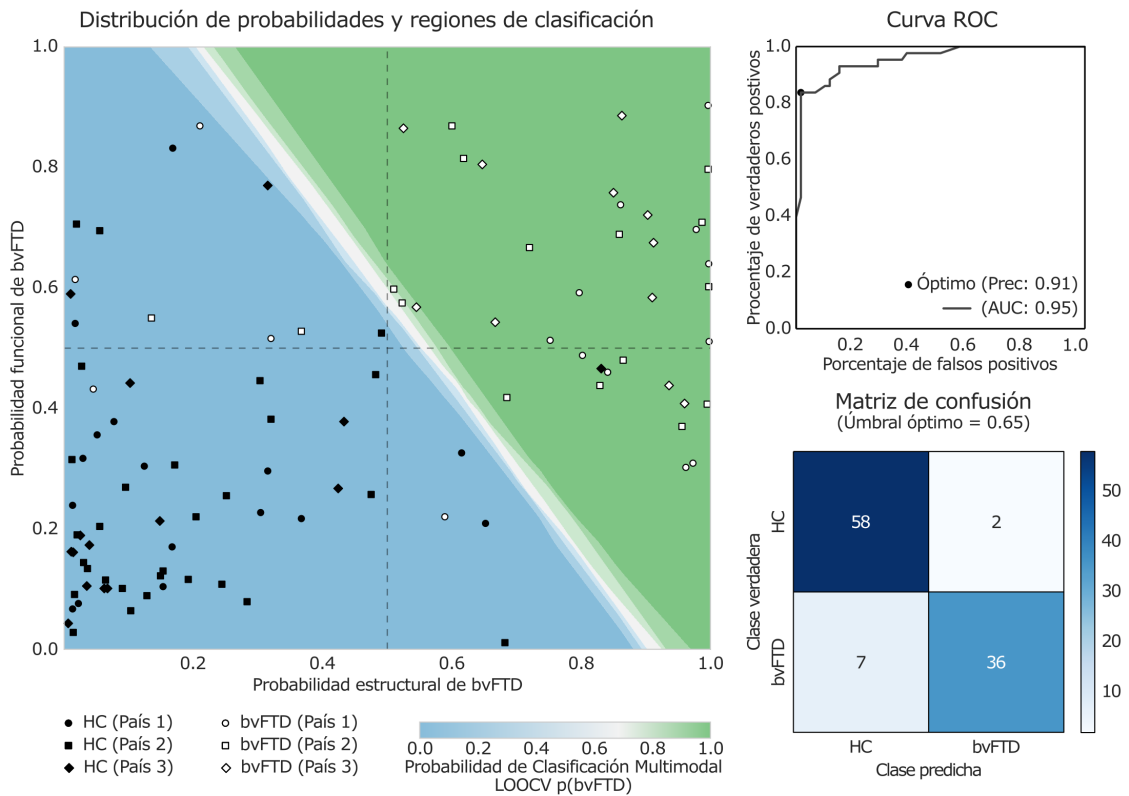 Distribución de probabilidades y regiones de clasificación
Probabilidad funcional de bvFTD
1.0
0.8
0.6
0.4
0.2
0.0
0.2
0.4
0.6
0.8
1.0
Probabilidad estructural de bvFTD
HC (País 1)
HC (País 2)
HC (País 3)
bvFTD (País 1)
bvFTD (País 2)
bvFTD (País 3)
0.0
0.2
0.4
0.6
0.8
1.0
Probabilidad de Clasificación Multimodal
LOOCV p(bvFTD)
Curva ROC
Procentaje de verdaderos postivos
1.0
0.8
0.6
0.4
0.2
0.0
Óptimo (Prec: 0.91)
(AUC: 0.95)
0.2
0.4
0.6
0.8
1.0
Porcentaje de falsos positivos
Matriz de confusión
(Úmbral óptimo = 0.65)
Clase verdadera
HC
bvFTD
58
2
7
36
HC
bvFTD
Clase predicha
50
40
30
20
10